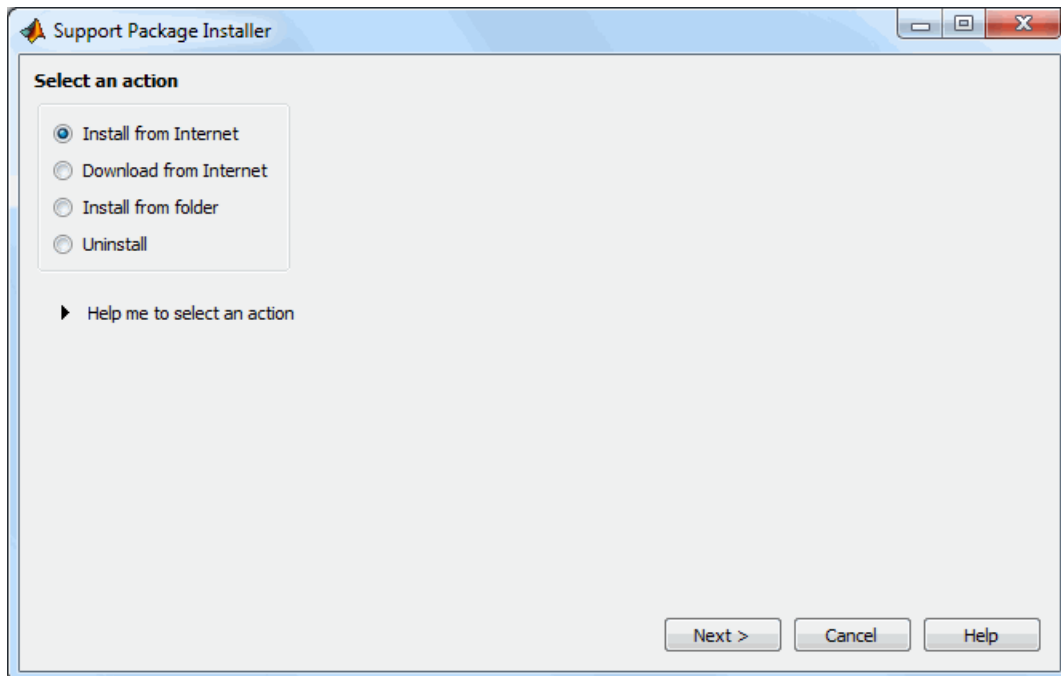 Support Package Installer
Select an action
Install from Internet
Download from Internet
Install from folder
Uninstall
Help me to select an action
Next > Cancel Help